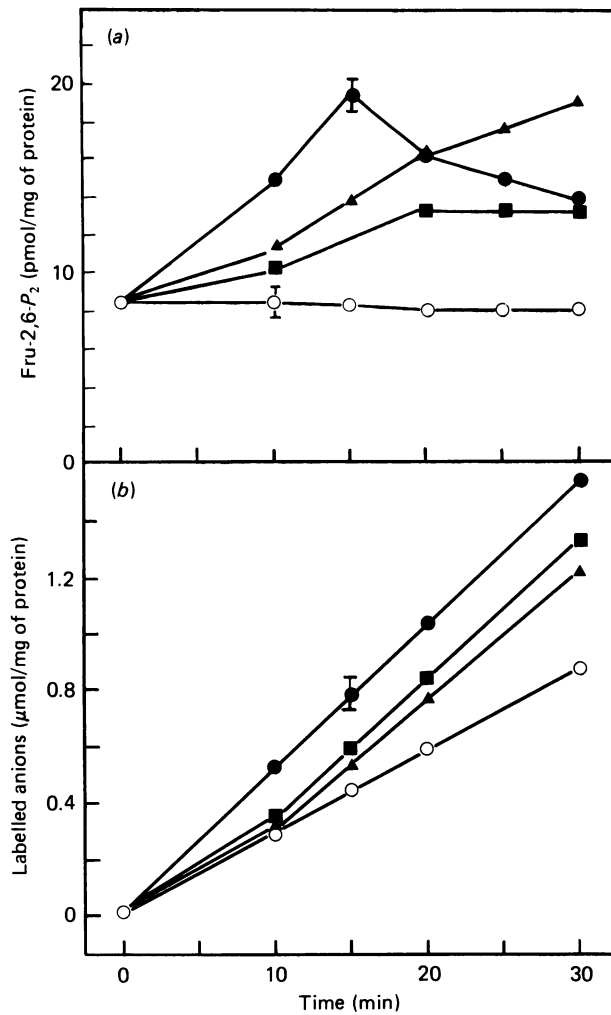 (a)
Fru-2,6-P2 (pmol/mg of protein)
20
10
0
(b)
Labelled anions (μmol/mg of protein)
1.2
0.8
0.4
0
0 10 20 30
Time (min)